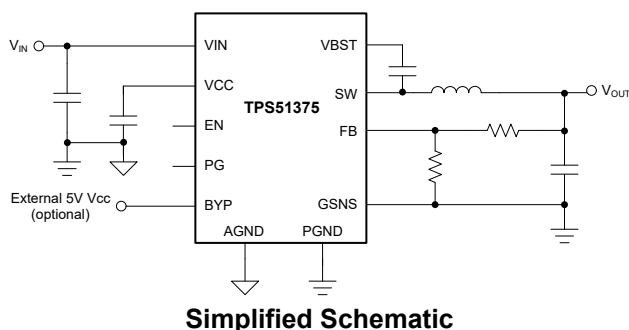 V_IN
VIN
VBST
VCC
SW
V_OUT
TPS51375
EN
FB
PG
External 5V Vcc
(optional)
BYP
GSNS
AGND
PGND
Simplified Schematic